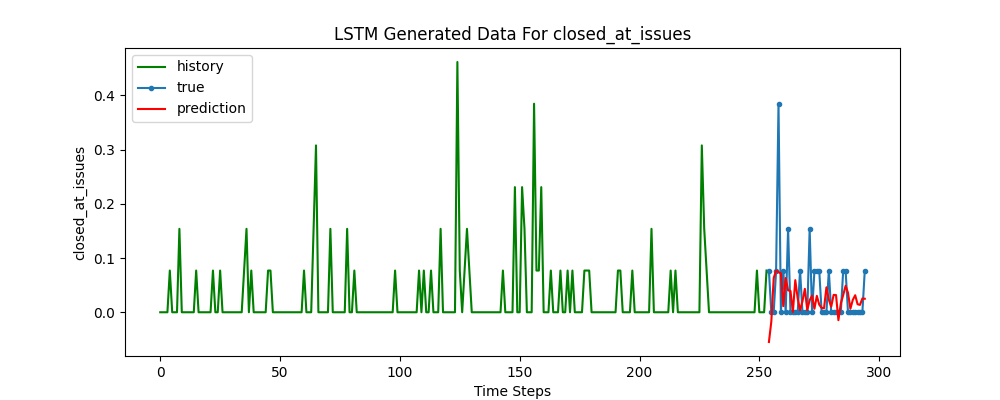 LSTM Generated Data For closed_at_issues
history
true
prediction
closed_at_issues
0.4
0.3
0.2
0.1
0.0
0 50 100 150 200 250 300
Time Steps